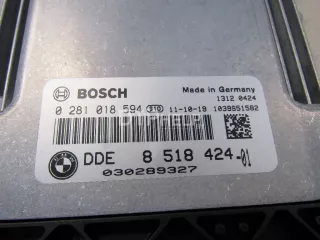 BOSCH
Made in Germany
1312 0424
0 281 018 594 B10 11-10-19 1039S51582
DDE 8 518 424-01
030289327